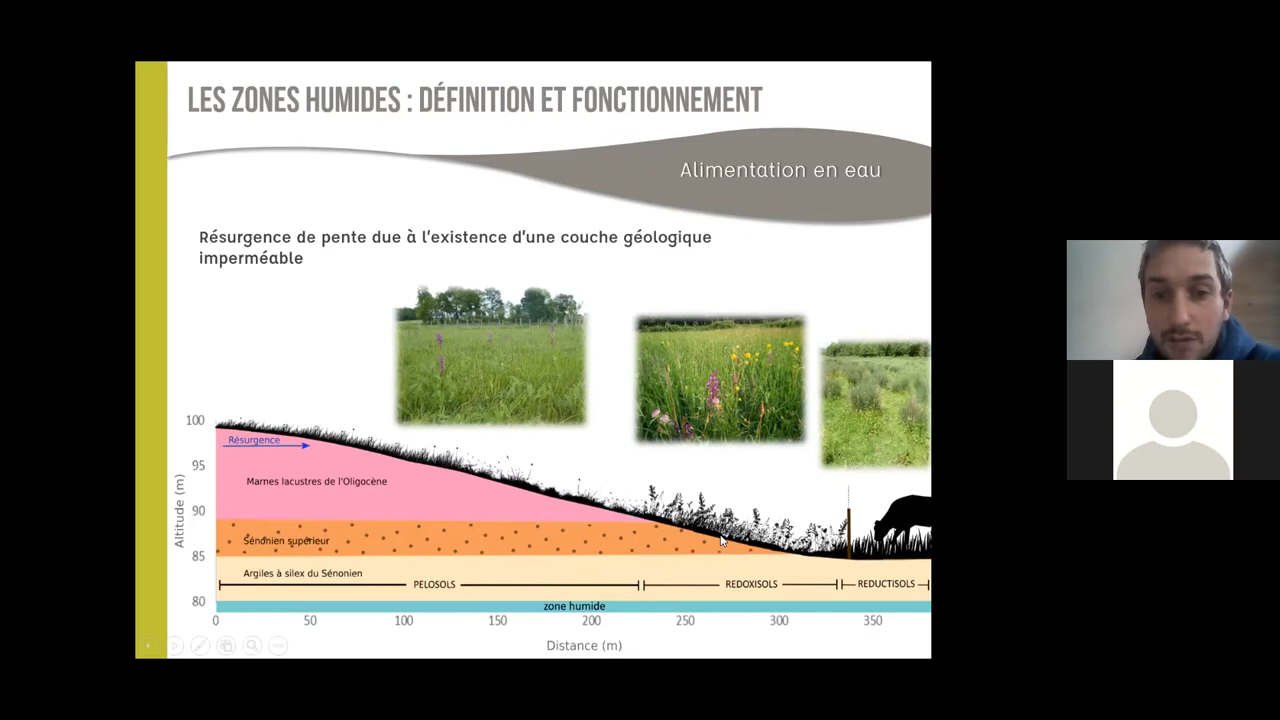 LES ZONES HUMIDES : DÉFINITION ET FONCTIONNEMENT
Alimentation en eau
Résurgence de pente due à l'existence d'une couche géologique
imperméable
100
95
90
85
80
Altitude (m)
Résurgence
Marnes lacustres de l'Oligocène
Sénonien supérieur
Argiles à silex du Sénonien
PELOSOLS
REDOXISOLS
REDUCTISOLS
zone humide
0 50 100 150 200 250 300 350
Distance (m)